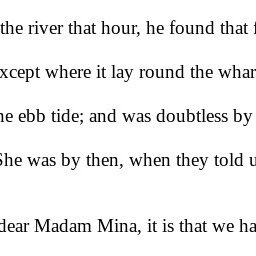 the river that hour, he found that
xcept where it lay round the whar
he ebb tide; and was doubtless by
She was by then, when they told u
dear Madam Mina, it is that we ha